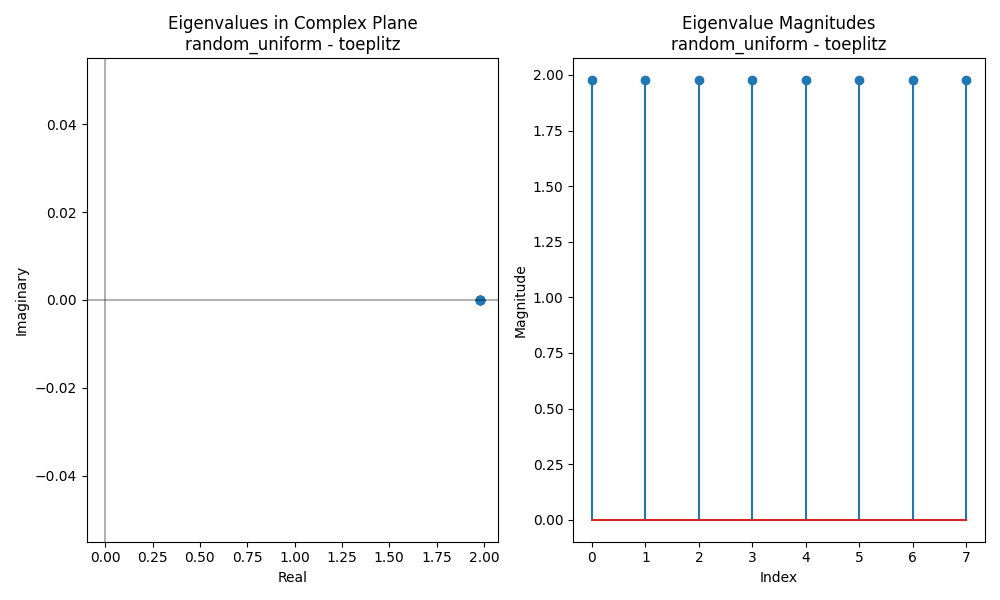 Eigenvalues in Complex Plane
random_uniform - toeplitz
0.04
0.02
0.00
−0.02
−0.04
Imaginary
0.00 0.25 0.50 0.75 1.00 1.25 1.50 1.75 2.00
Real
Eigenvalue Magnitudes
random_uniform - toeplitz
2.00
1.75
1.50
1.25
1.00
0.75
0.50
0.25
0.00
Magnitude
0 1 2 3 4 5 6 7
Index